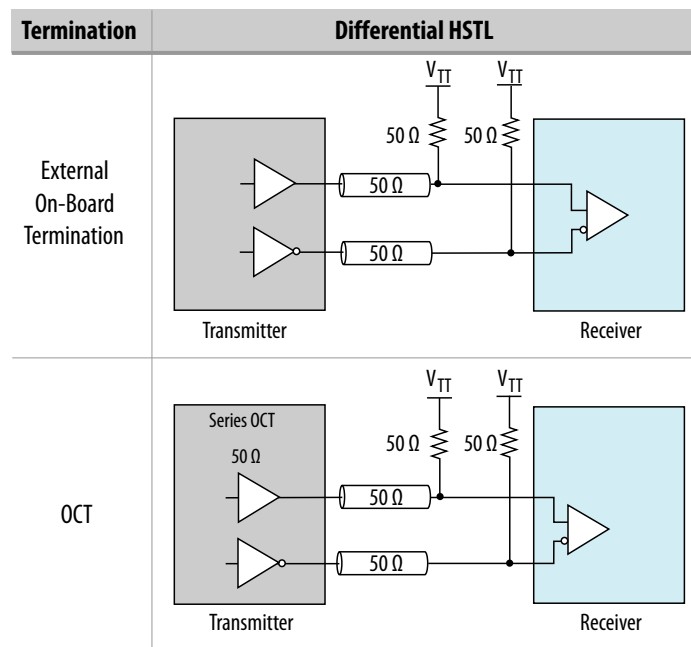 Termination Differential HSTL
V_TT V_TT
50 Ω 50 Ω
External
On-Board
Termination
50 Ω
50 Ω
Transmitter Receiver
V_TT V_TT
Series OCT
50 Ω
50 Ω 50 Ω
OCT
50 Ω
50 Ω
Transmitter Receiver